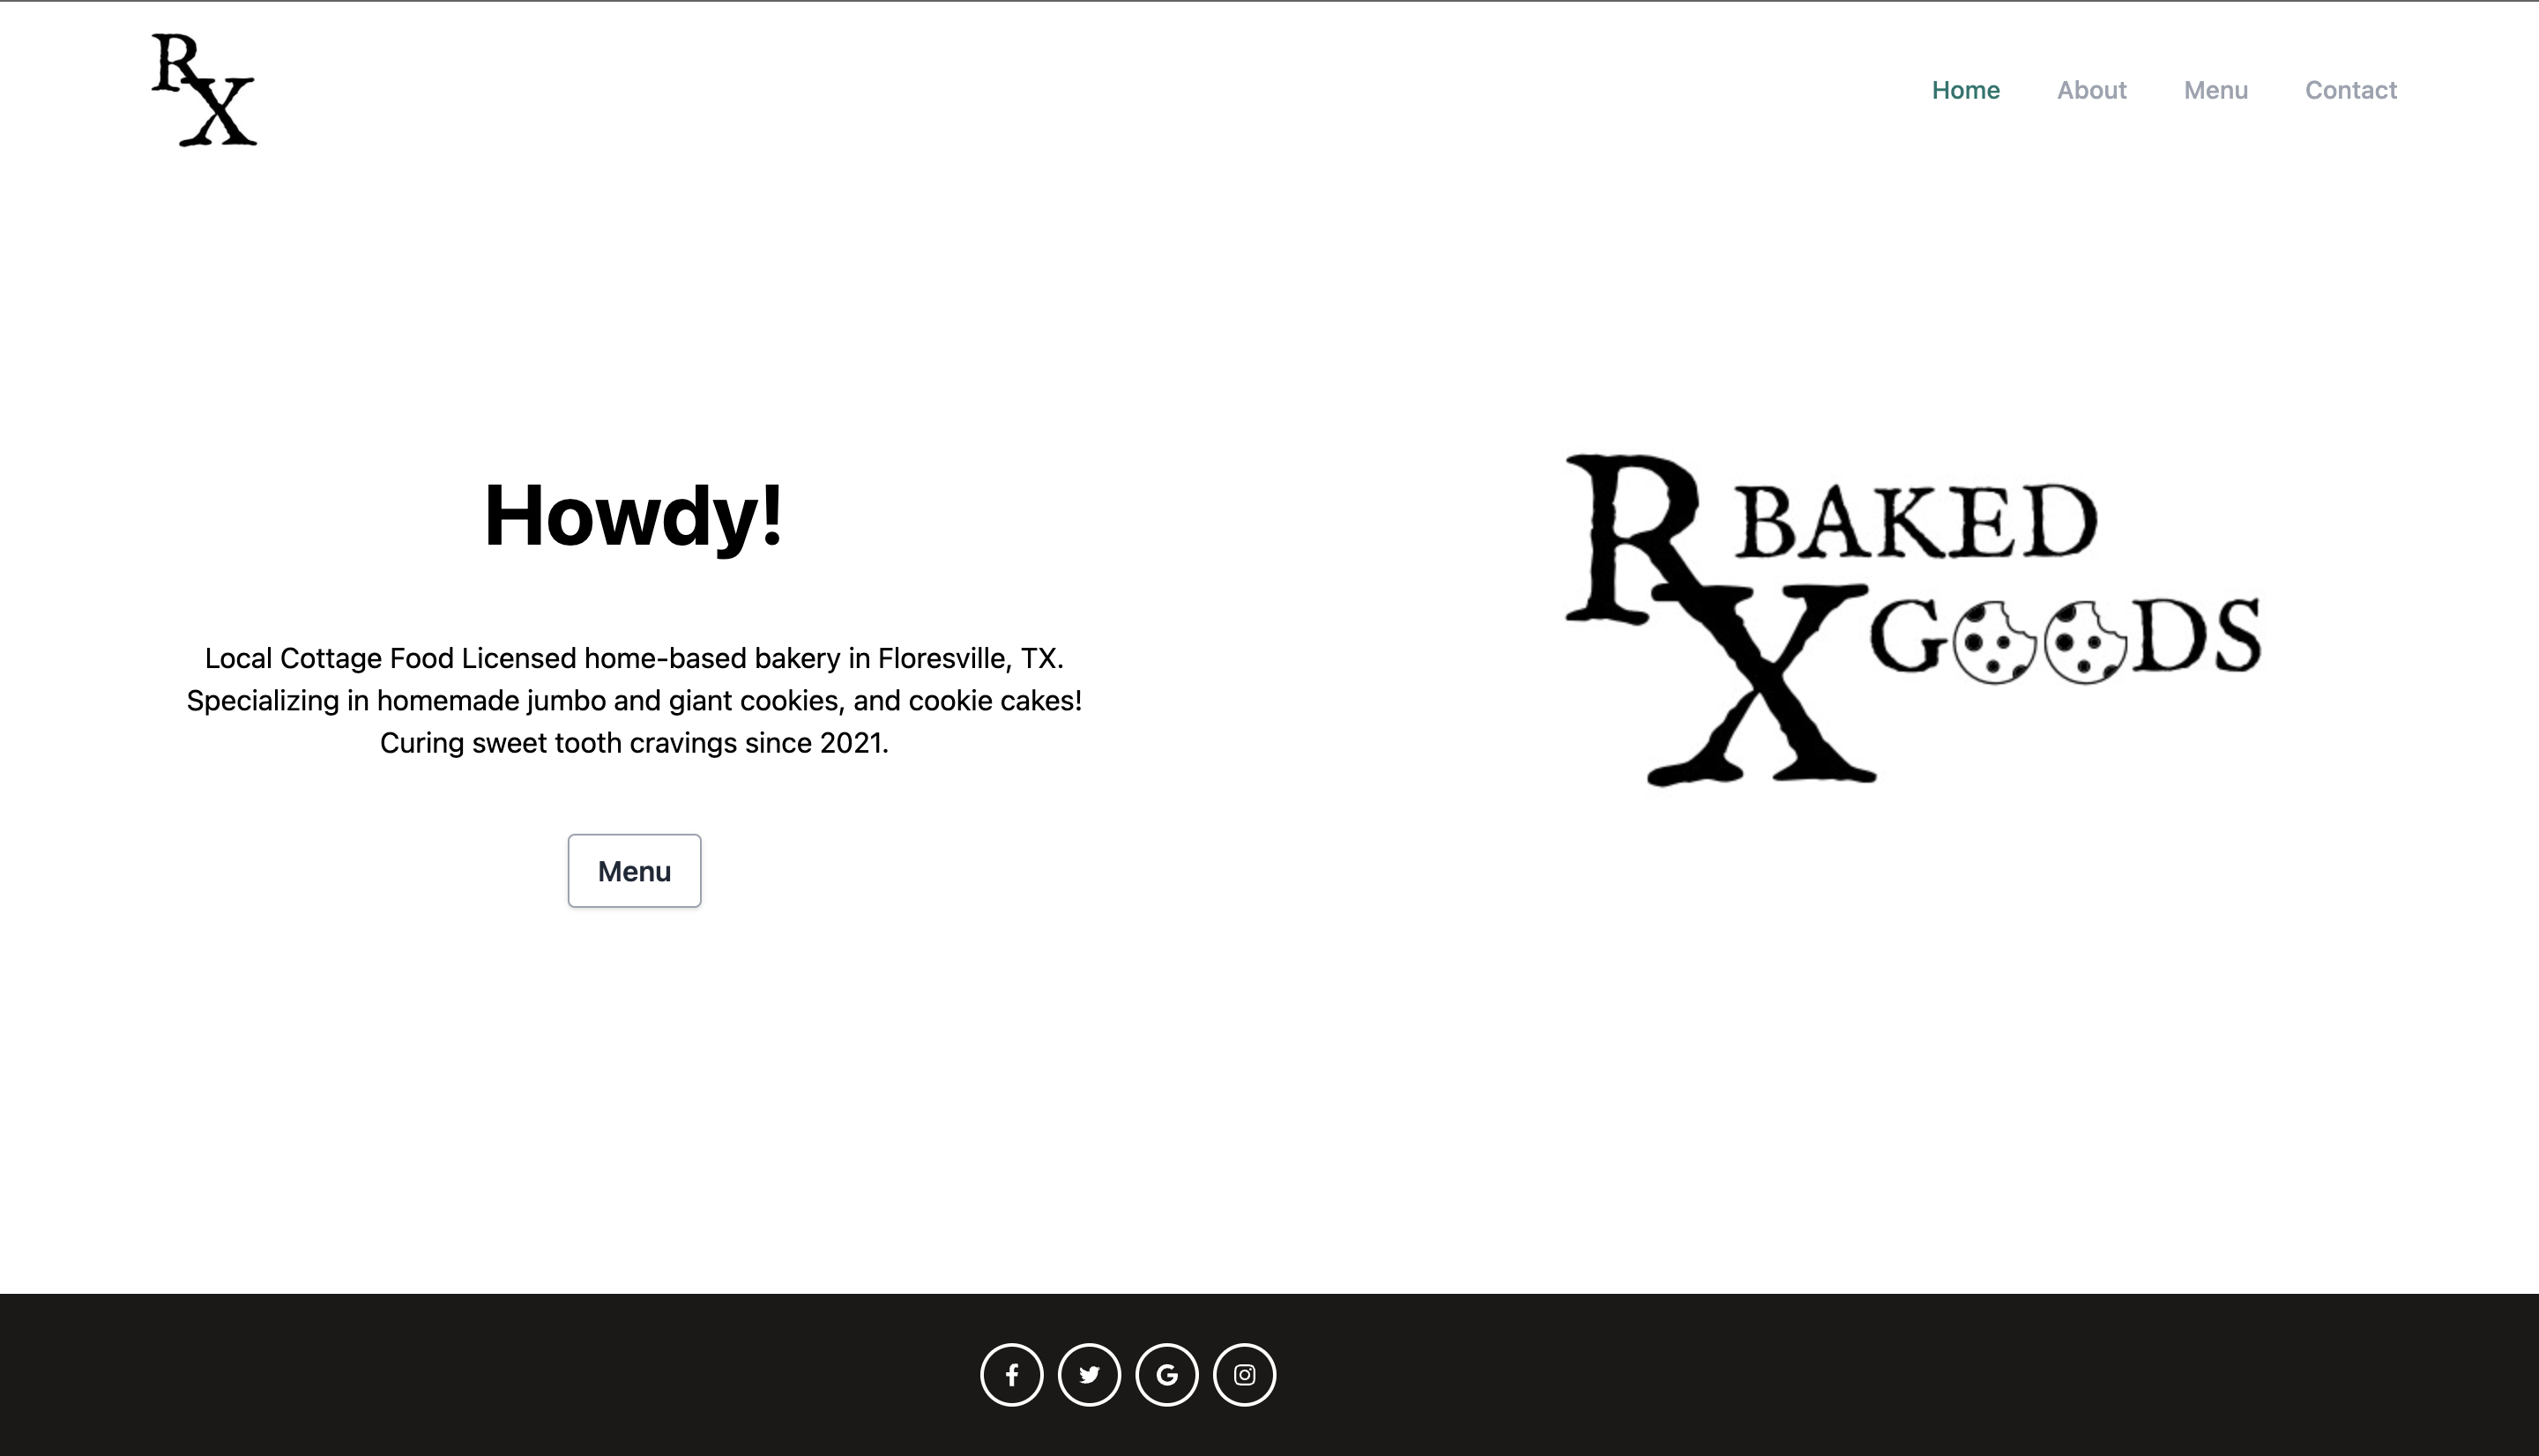 RX
Home About Menu Contact
Howdy!
Local Cottage Food Licensed home-based bakery in Floresville, TX.
Specializing in homemade jumbo and giant cookies, and cookie cakes!
Curing sweet tooth cravings since 2021.
Menu
RX BAKED
GOODS